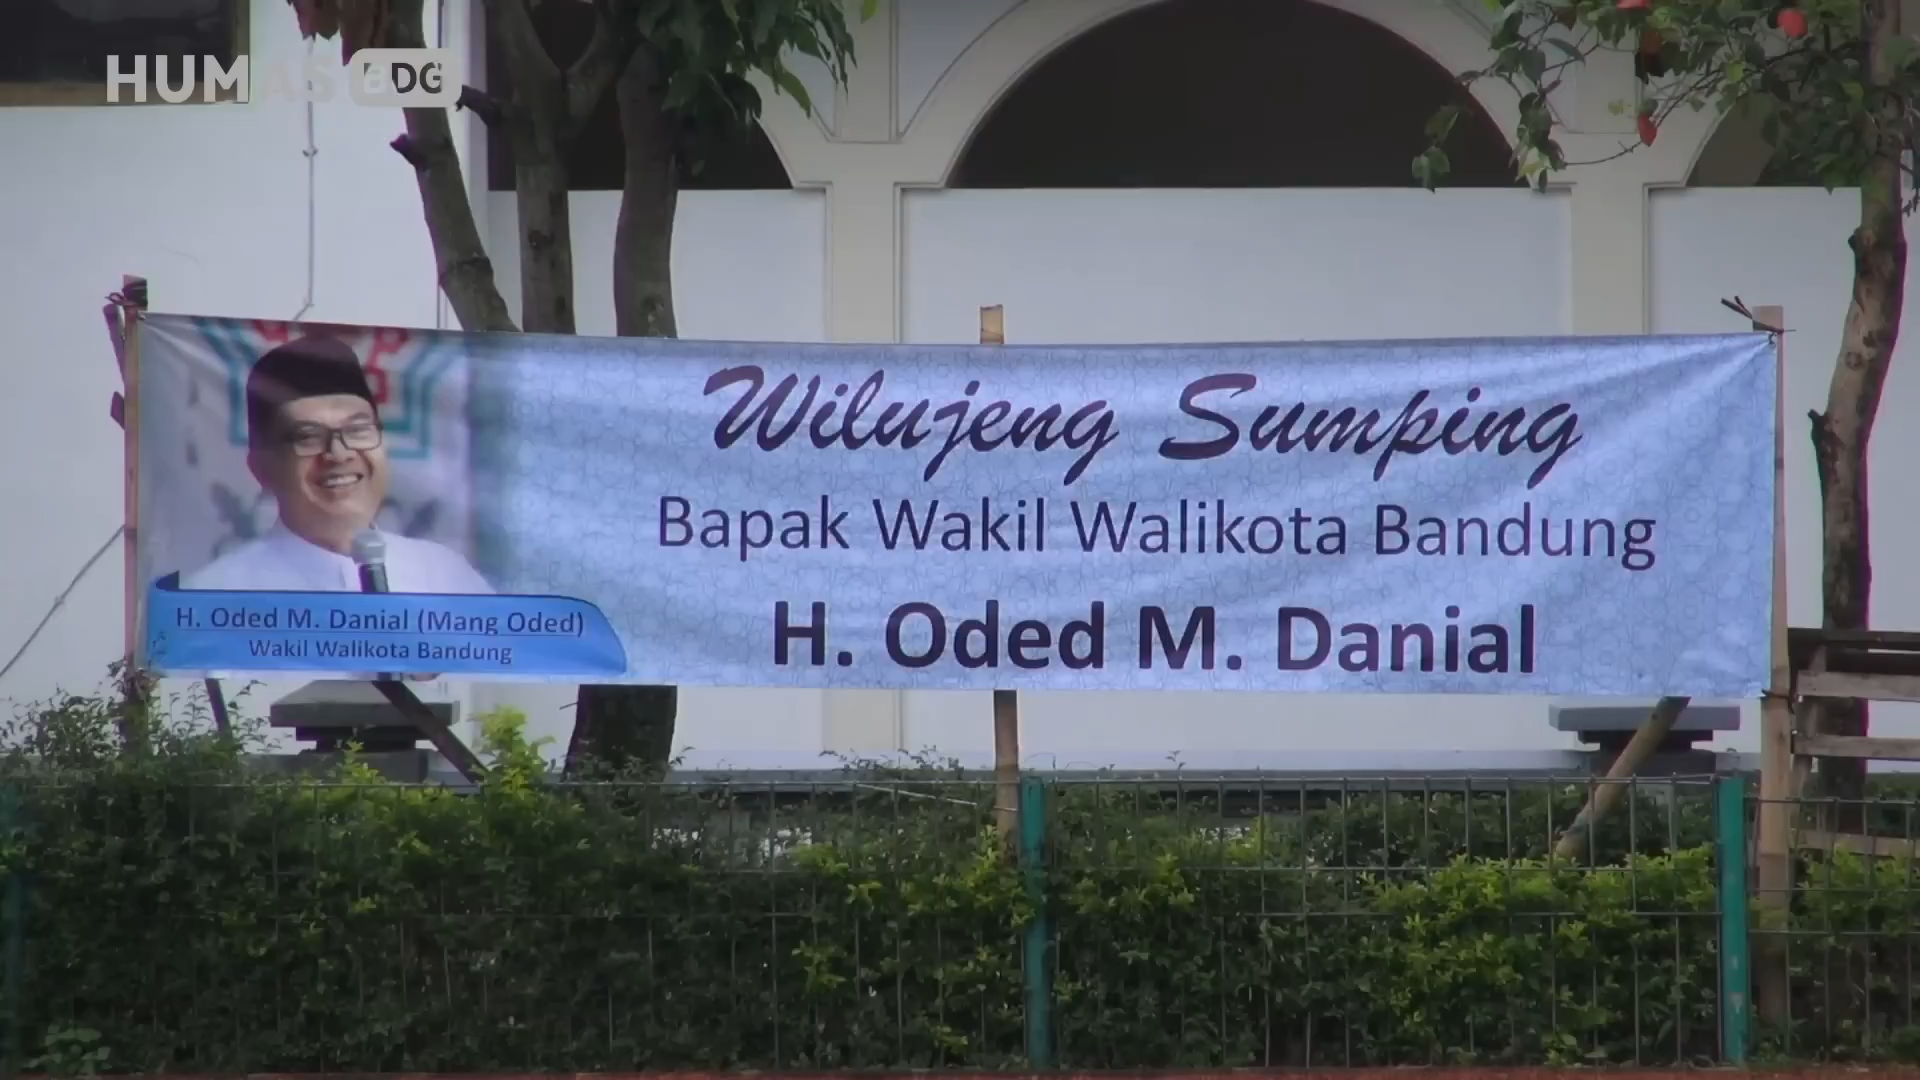 HUMAS BDG
Wilujeng Sumping
Bapak Wakil Walikota Bandung
H. Oded M. Danial
H. Oded M. Danial (Mang Oded)
Wakil Walikota Bandung